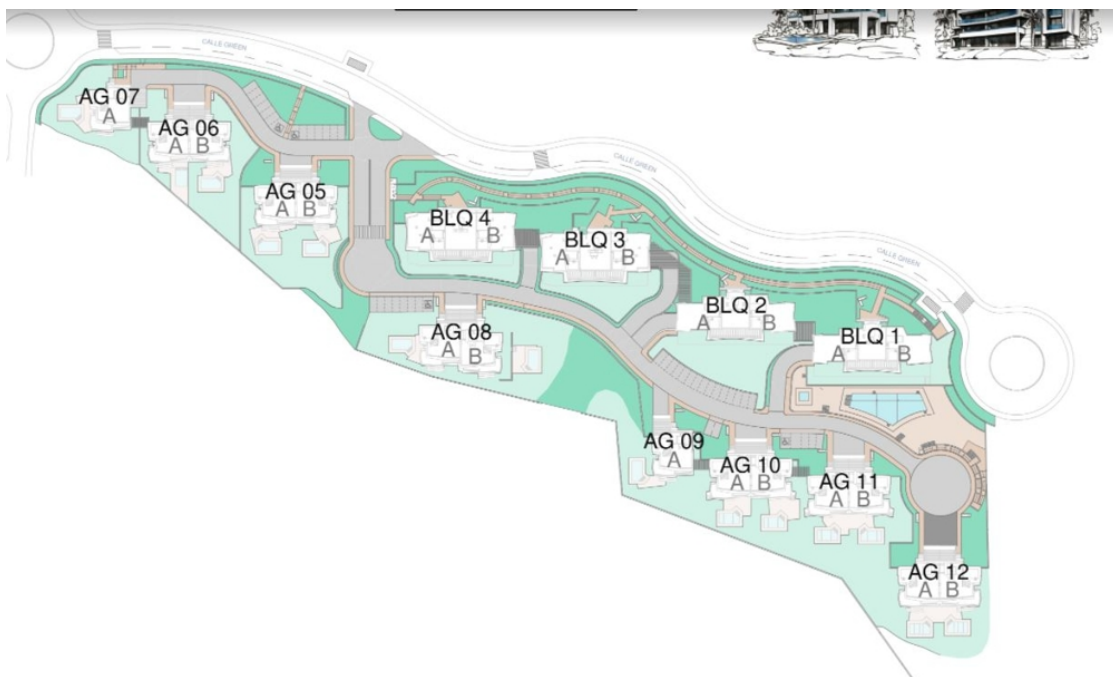 CALLE GREEN
AG 07
A
AG 06
A B
AG 05
A B
CALLE GREEN
BLQ 4
A B
BLQ 3
A B
CALLE GREEN
BLQ 2
A B
BLQ 1
A B
AG 08
A
B
AG 09
A
AG 10
A B
AG 11
A B
AG 12
A B